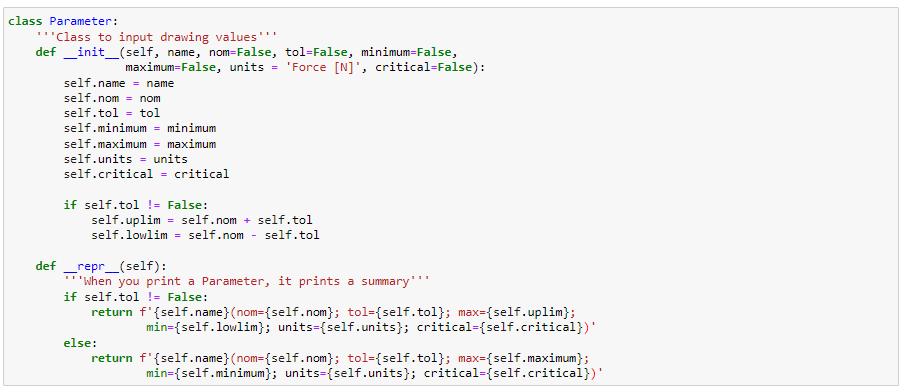 class Parameter:
    '''Class to input drawing values'''
    def __init__(self, name, nom=False, tol=False, minimum=False,
                 maximum=False, units = 'Force [N]', critical=False):
        self.name = name
        self.nom = nom
        self.tol = tol
        self.minimum = minimum
        self.maximum = maximum
        self.units = units
        self.critical = critical

        if self.tol != False:
            self.uplim = self.nom + self.tol
            self.lowlim = self.nom - self.tol

    def __repr__(self):
        '''When you print a Parameter, it prints a summary'''
        if self.tol != False:
            return f'{self.name}(nom={self.nom}; tol={self.tol}; max={self.uplim};
                    min={self.lowlim}; units={self.units}; critical={self.critical})'
        else:
            return f'{self.name}(nom={self.nom}; tol={self.tol}; max={self.maximum};
                    min={self.minimum}; units={self.units}; critical={self.critical})'